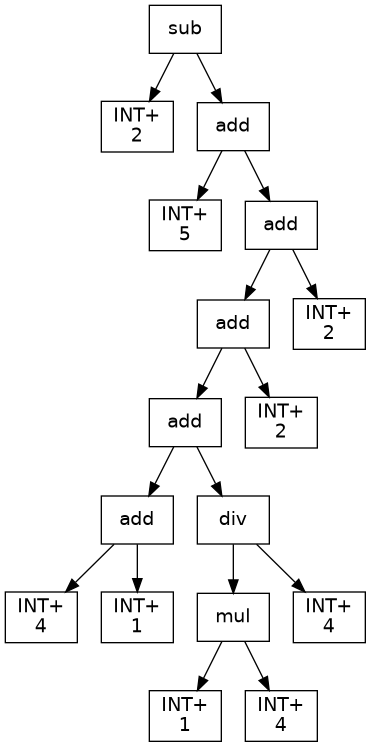 sub
INT+
2
add
INT+
5
add
add
INT+
2
add
INT+
2
add
div
INT+
4
INT+
1
mul
INT+
4
INT+
1
INT+
4